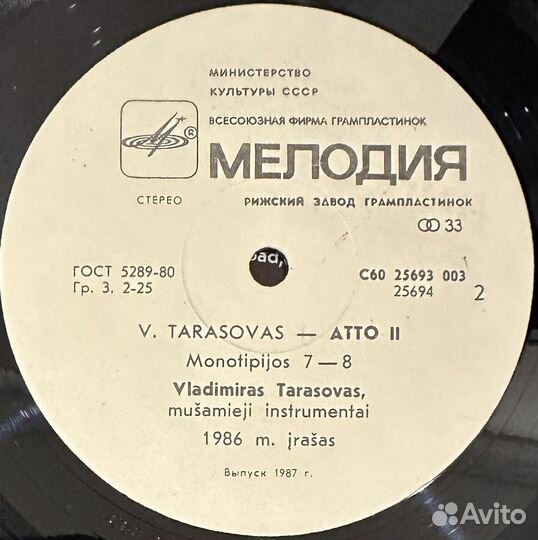 МИНИСТЕРСТВО
КУЛЬТУРЫ СССР
ВСЕСОЮЗНАЯ ФИРМА ГРАМПЛАСТИНОК
®
МЕЛОДИЯ
СТЕРЕО
РИЖСКИЙ ЗАВОД ГРАМПЛАСТИНОК
33
ГОСТ 5289-80
Гр. 3, 2-25
С60 25693 003
25694
2
V. TARASOVAS — ATTO II
Monotipijos 7—8
Vladimiras Tarasovas,
mušamieji instrumentai
1986 m. įrašas
Выпуск 1987 г.
Avito